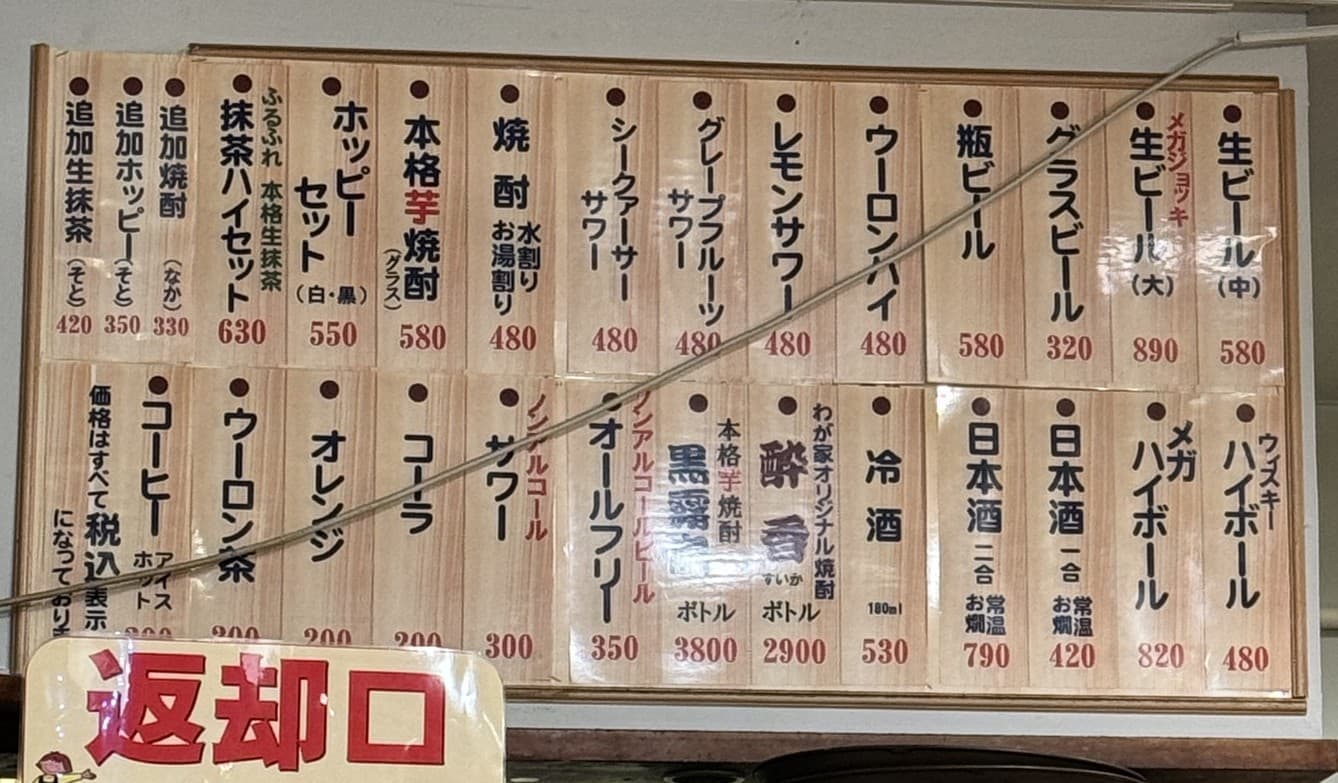 生ビール(中)
580
メガジョッキ
生ビール(大)
890
グラスビール
320
瓶ビール
580
ウーロンハイ
480
レモンサワー
480
グレープフルーツ
サワー
480
シークァーサー
サワー
480
焼酎
水割り
お湯割り
480
本格芋焼酎
(グラス)
580
ホッピー
セット
(白・黒)
550
ふるふれ 本格生抹茶
抹茶ハイセット
630
追加焼酎(なか)
330
追加ホッピー(そと)
350
追加生抹茶(そと)
420
ウィスキー
ハイボール
480
メガ
ハイボール
820
日本酒 一合
常温
お燗
420
日本酒 二合
常温
お燗
790
冷酒
180ml
530
わが家オリジナル焼酎
酔香
すいか
ボトル
2900
本格芋焼酎
黒霧島
ボトル
3800
ノンアルコールビール
オールフリー
350
ノンアルコール
サワー
300
コーラ
オレンジ
ウーロン茶
コーヒー
アイス
ホット
価格はすべて税込表示
になっており
返却口